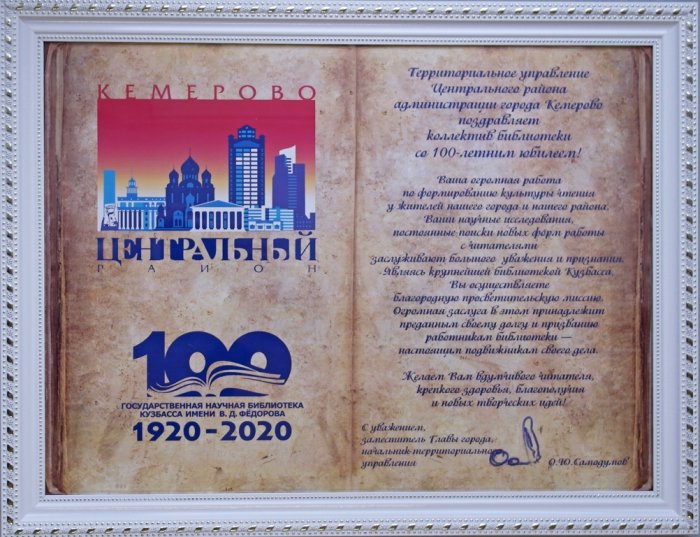 КЕМЕРОВО
ЦЕНТРАЛЬНЫЙ
РАЙОН
100
ГОСУДАРСТВЕННАЯ НАУЧНАЯ БИБЛИОТЕКА
КУЗБАССА ИМЕНИ В. Д. ФЁДОРОВА
1920-2020
Территориальное управление
Центрального района
администрации города Кемерово
поздравляет
коллектив библиотеки
со 100-летним юбилеем!
Ваша огромная работа
по формированию культуры чтения
у жителей нашего города и нашего района,
Ваши научные исследования,
постоянные поиски новых форм работы
с читателями
заслуживают большого уважения и признания.
Являясь крупнейшей библиотекой Кузбасса,
Вы осуществляете
благородную просветительскую миссию.
Огромная заслуга в этом принадлежит
преданным своему долгу и призванию
работникам библиотеки —
настоящим подвижникам своего дела.
Желаем Вам вдумчивого читателя,
крепкого здоровья, благополучия
и новых творческих идей!
С уважением,
заместитель Главы города,
начальник территориального
управления
О.Ю.Самодумов